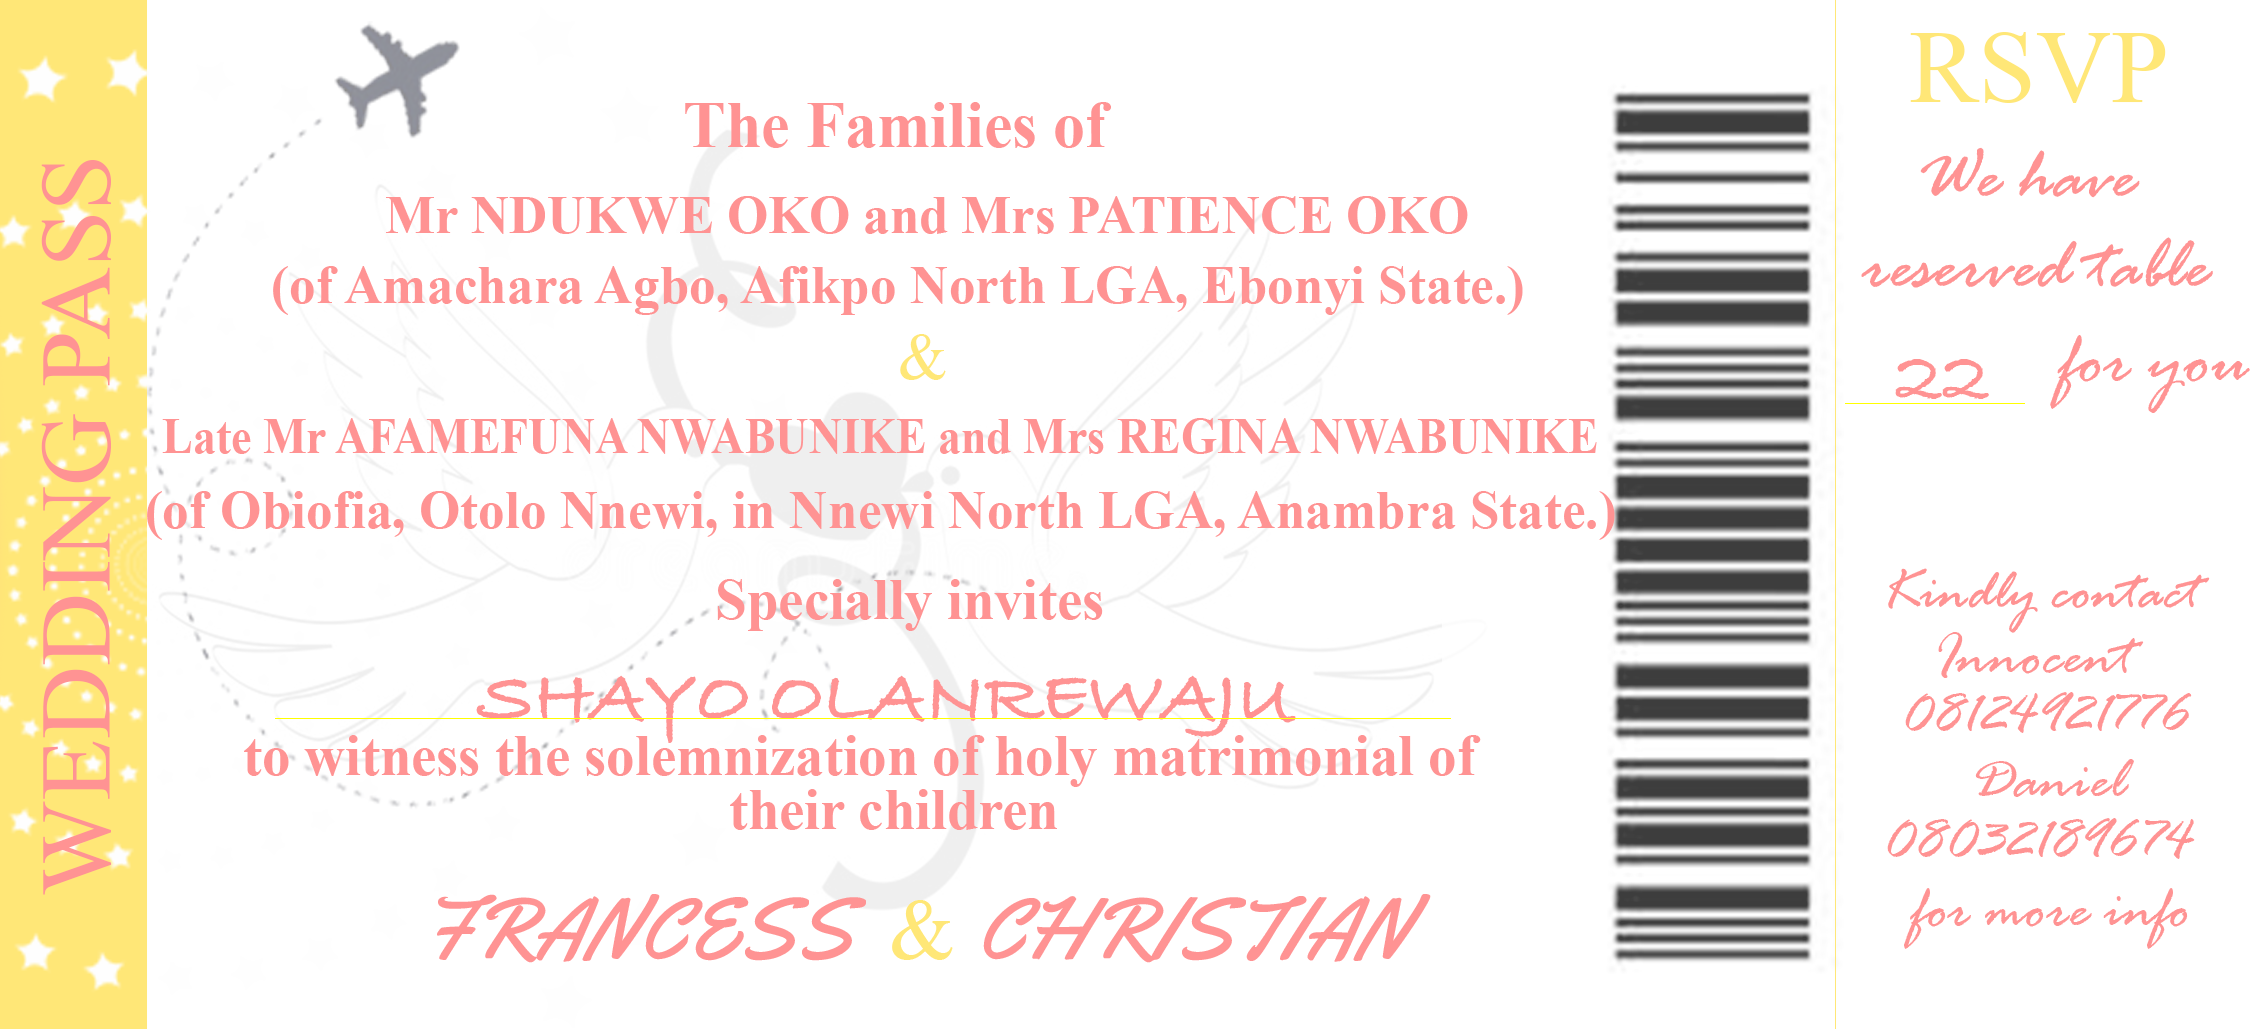 WEDDING PASS
The Families of
Mr NDUKWE OKO and Mrs PATIENCE OKO
(of Amachara Agbo, Afikpo North LGA, Ebonyi State.)
&
Late Mr AFAMEFUNA NWABUNIKE and Mrs REGINA NWABUNIKE
(of Obiofia, Otolo Nnewi, in Nnewi North LGA, Anambra State.)
Specially invites
SHAYO OLANREWAJU
to witness the solemnization of holy matrimonial of
their children
FRANCESS & CHRISTIAN
RSVP
We have
reserved table
22 for you
Kindly contact
Innocent
08124921776
Daniel
08032189674
for more info